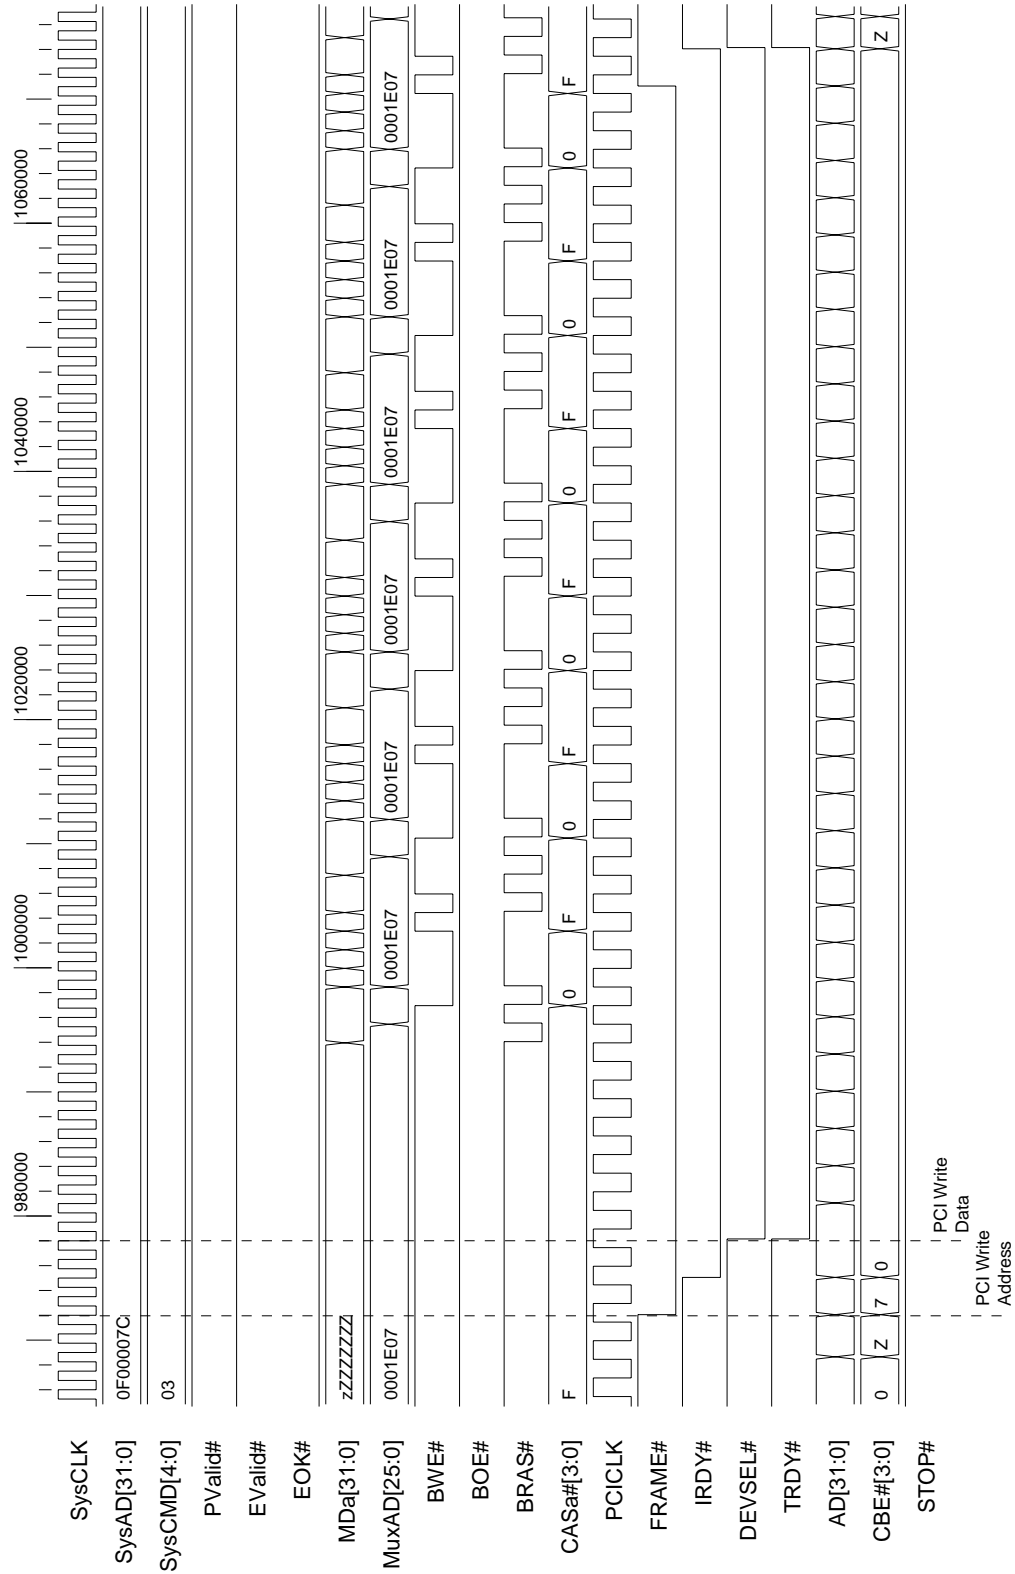 980000 1000000 1020000 1040000 1060000
SysCLK
SysAD[31:0] 0F00007C
SysCMD[4:0] 03
PValid#
EValid#
EOK#
MDa[31:0] zZZZZZZZ
MuxAD[25:0] 0001E07 0001E07 0001E07 0001E07 0001E07 0001E07 0001E07
BWE#
BOE#
BRAS#
CASa#[3:0] F 0 F 0 F 0 F 0 F 0 F 0 F
PCICLK
FRAME#
IRDY#
DEVSEL#
TRDY#
AD[31:0]
CBE#[3:0] 0 Z 7 0 Z
STOP#
PCI Write
Data
PCI Write
Address